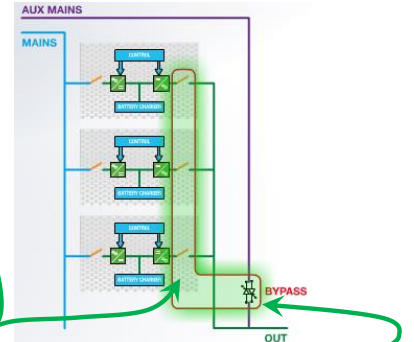 AUX MAINS
MAINS
CONTROL
BATTERY CHARGER
CONTROL
BATTERY CHARGER
CONTROL
BATTERY CHARGER
BYPASS
OUT